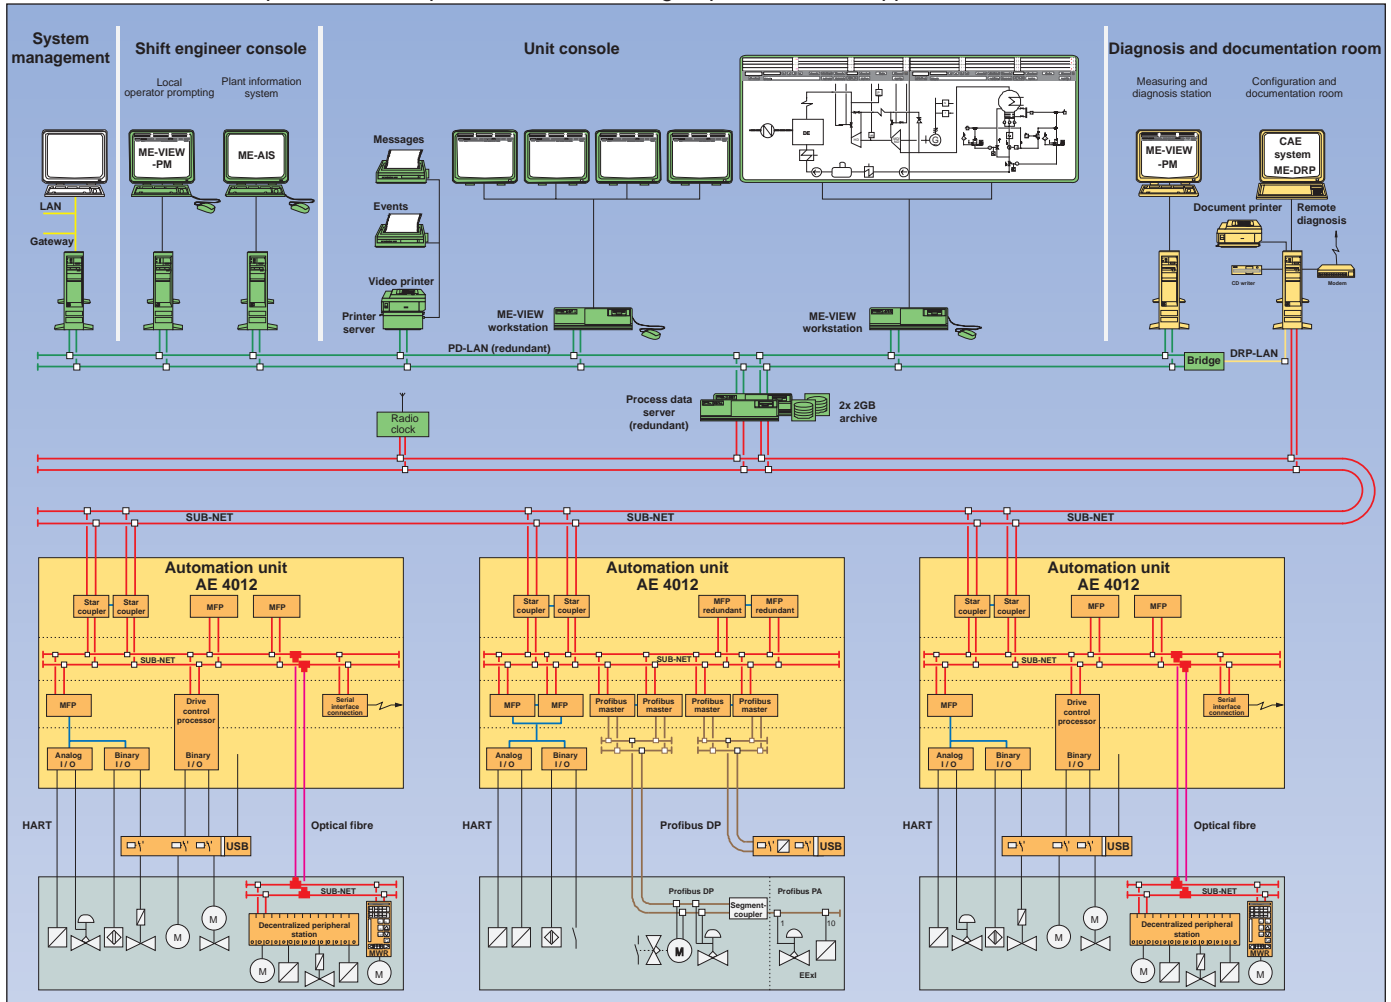 System
management
Shift engineer console
Unit console
Diagnosis and documentation room
Local
operator prompting
Plant information
system
Measuring and
diagnosis station
Configuration and
documentation room
ME-VIEW
-PM
ME-AIS
Messages
Events
DE
ME-VIEW
-PM
CAE
system
ME-DRP
LAN
Gateway
Document printer
Remote
diagnosis
CD writer
Modem
Video printer
Printer
server
ME-VIEW
workstation
ME-VIEW
workstation
PD-LAN (redundant)
Bridge
DRP-LAN
Radio
clock
Process data
server
(redundant)
2x 2GB
archive
SUB-NET
SUB-NET
SUB-NET
Automation unit
AE 4012
Star
coupler
Star
coupler
MFP
MFP
SUB-NET
MFP
Drive
control
processor
Serial
interface
connection
Analog
I / O
Binary
I / O
Binary
I / O
HART
Optical fibre
USB
SUB-NET
Decentralized peripheral
station
MWR
M
M
M
M
Automation unit
AE 4012
Star
coupler
Star
coupler
MFP
redundant
MFP
redundant
SUB-NET
MFP
MFP
Profibus
master
Profibus
master
Profibus
master
Profibus
master
Analog
I / O
Binary
I / O
HART
Profibus DP
USB
Profibus DP
Profibus PA
Segment-
coupler
1
10
M
EExI
Automation unit
AE 4012
Star
coupler
Star
coupler
MFP
MFP
SUB-NET
MFP
Drive
control
processor
Serial
interface
connection
Analog
I / O
Binary
I / O
Binary
I / O
HART
Optical fibre
USB
SUB-NET
Decentralized peripheral
station
MWR
M
M
M
M